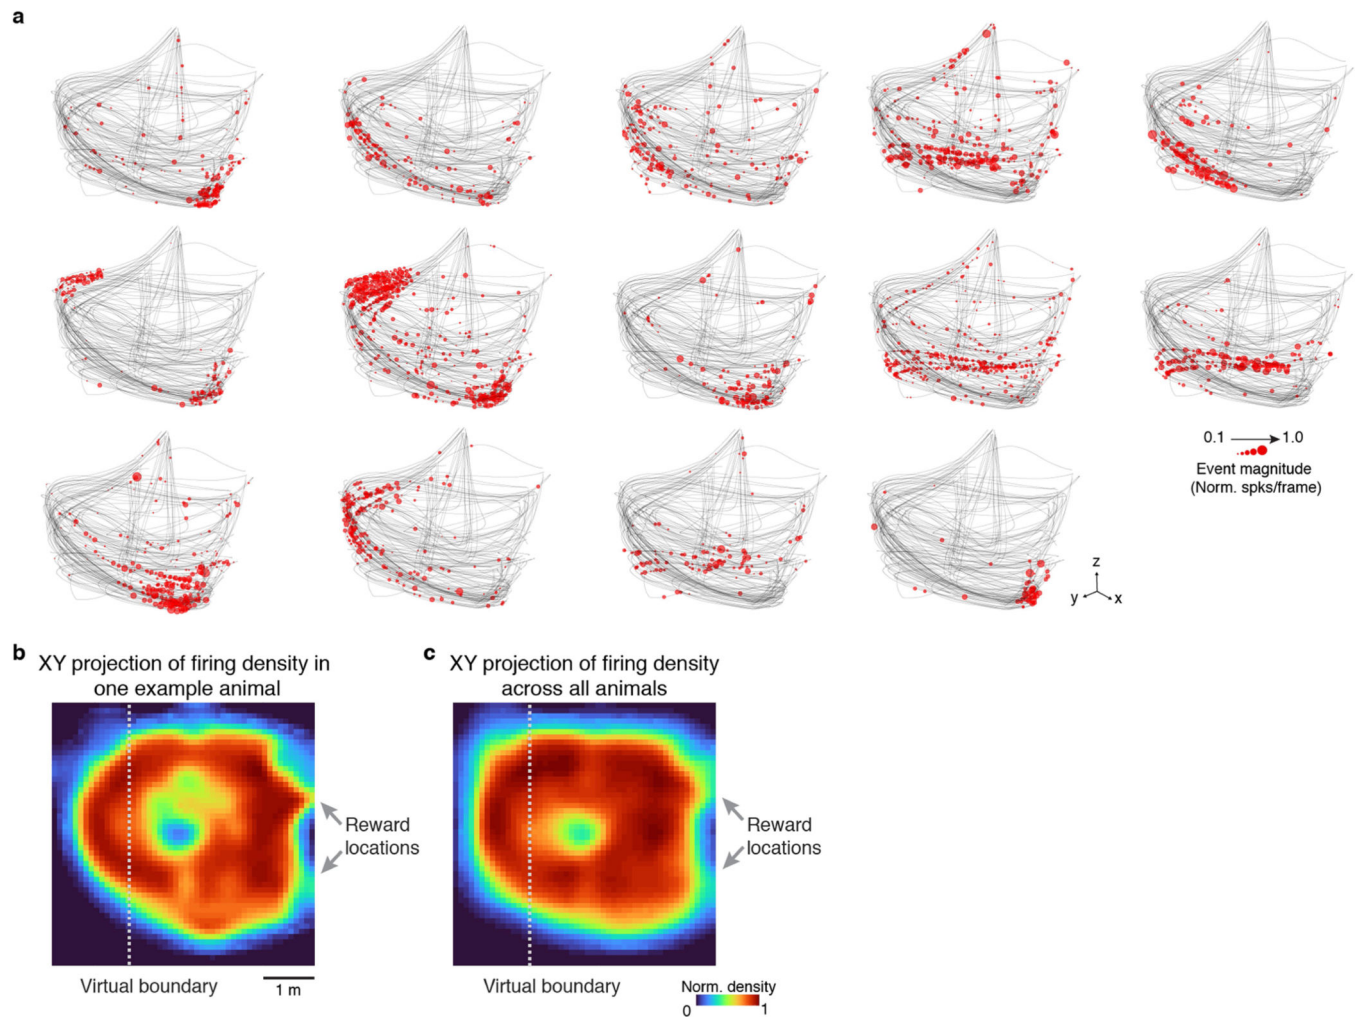 a
0.1 1.0
Event magnitude
(Norm. spks/frame)
z
y x
b XY projection of firing density in
one example animal
Reward
locations
Virtual boundary
1 m
c XY projection of firing density
across all animals
Reward
locations
Virtual boundary
Norm. density
0 1